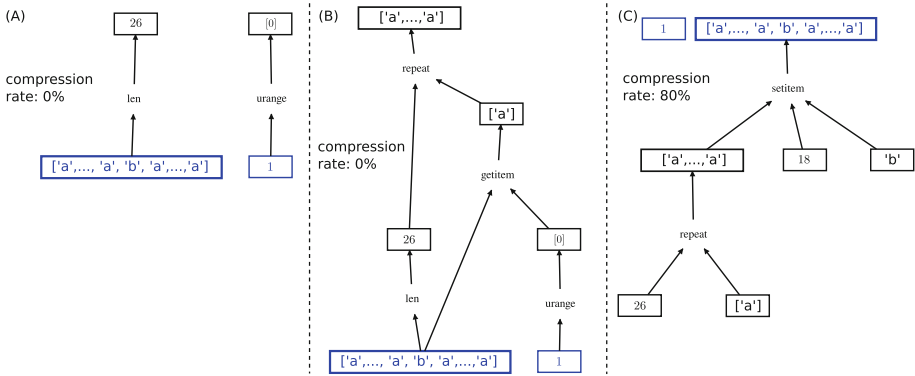 (A)
26
[0]
compression
rate: 0%
len
urange
['a',..., 'a', 'b', 'a',...,'a']
1
(B)
['a',...,'a']
repeat
['a']
compression
rate: 0%
getitem
26
[0]
len
urange
['a',..., 'a', 'b', 'a',...,'a']
1
(C)
1
['a',..., 'a', 'b', 'a',...,'a']
compression
rate: 80%
setitem
['a',...,'a']
18
'b'
repeat
26
['a']